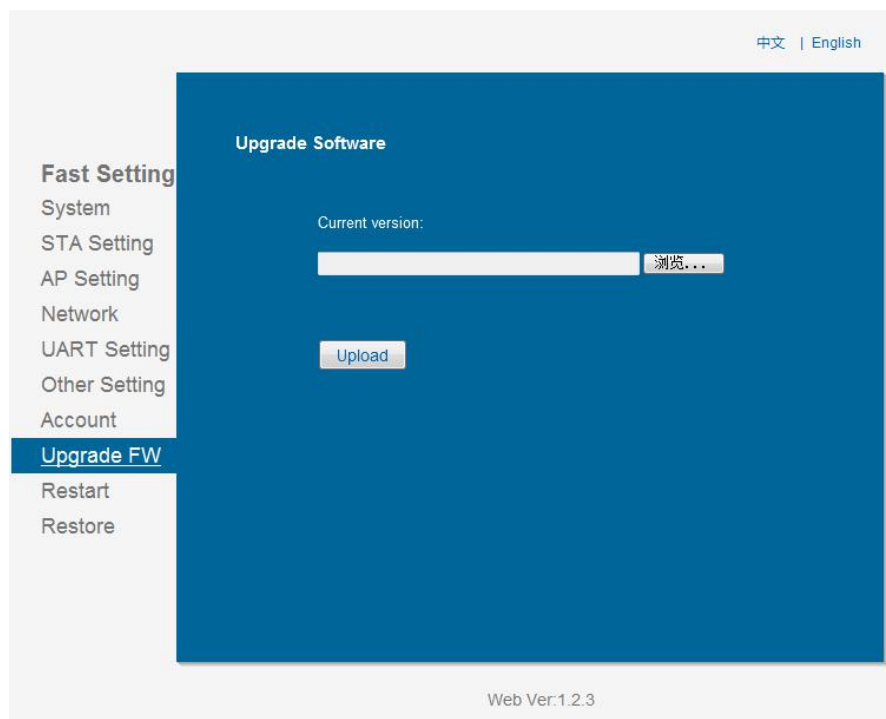 中文 | English
Fast Setting
System
STA Setting
AP Setting
Network
UART Setting
Other Setting
Account
Upgrade FW
Restart
Restore
Upgrade Software
Current version:
浏览...
Upload
Web Ver:1.2.3